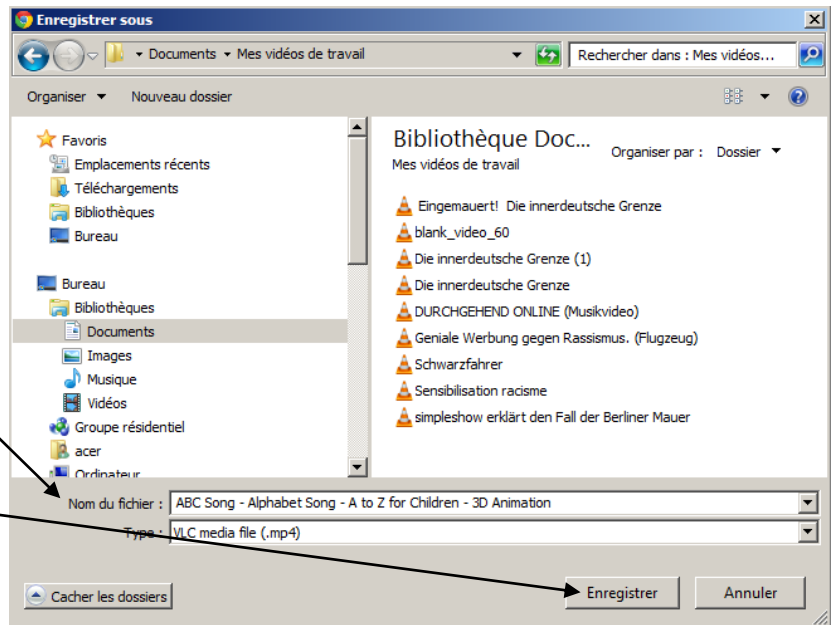 Enregistrer sous
Documents Mes vidéos de travail
Rechercher dans : Mes vidéos...
Organiser Nouveau dossier
Favoris
Emplacements récents
Téléchargements
Bibliothèques
Bureau
Bureau
Bibliothèques
Documents
Images
Musique
Vidéos
Groupe résidentiel
acer
Ordinateur
Bibliothèque Doc...
Mes vidéos de travail
Organiser par : Dossier
Eingemauert! Die innerdeutsche Grenze
blank_video_60
Die innerdeutsche Grenze (1)
Die innerdeutsche Grenze
DURCHGEHEND ONLINE (Musikvideo)
Geniale Werbung gegen Rassismus. (Flugzeug)
Schwarzfahrer
Sensibilisation racisme
simpleshow erklärt den Fall der Berliner Mauer
Nom du fichier : ABC Song - Alphabet Song - A to Z for Children - 3D Animation
Type : VLC media file (.mp4)
Cacher les dossiers
Enregistrer
Annuler